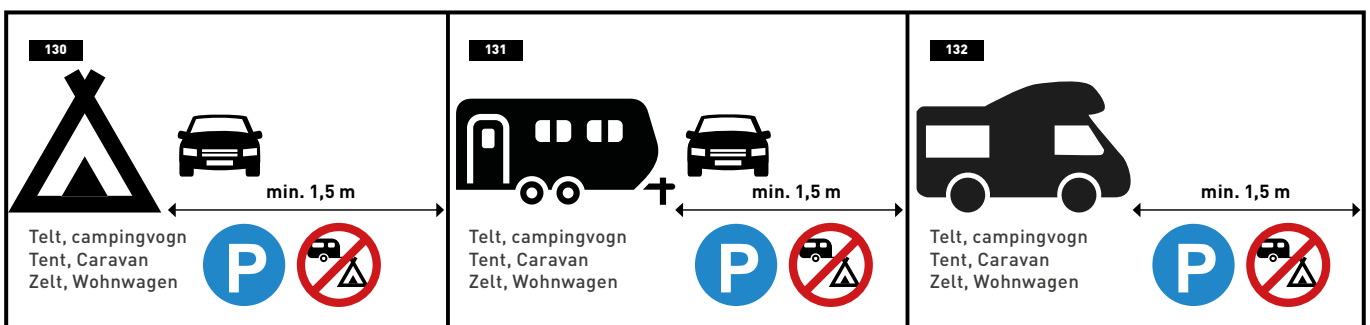 130
min. 1,5 m
Telt, campingvogn
Tent, Caravan
Zelt, Wohnwagen
P
131
min. 1,5 m
Telt, campingvogn
Tent, Caravan
Zelt, Wohnwagen
P
132
min. 1,5 m
Telt, campingvogn
Tent, Caravan
Zelt, Wohnwagen
P